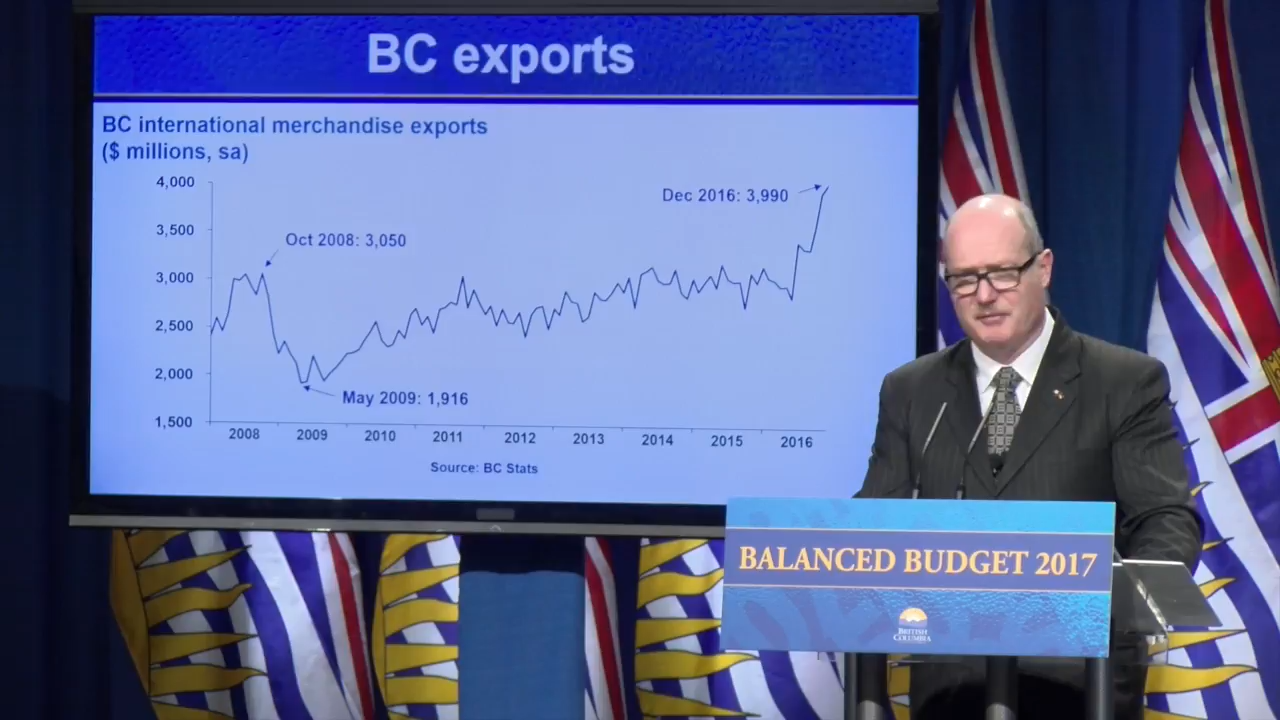 BC exports
BC international merchandise exports
($ millions, sa)
4,000
3,500
3,000
2,500
2,000
1,500
Oct 2008: 3,050
Dec 2016: 3,990
May 2009: 1,916
2008 2009 2010 2011 2012 2013 2014 2015 2016
Source: BC Stats
BALANCED BUDGET 2017
BRITISH
COLUMBIA